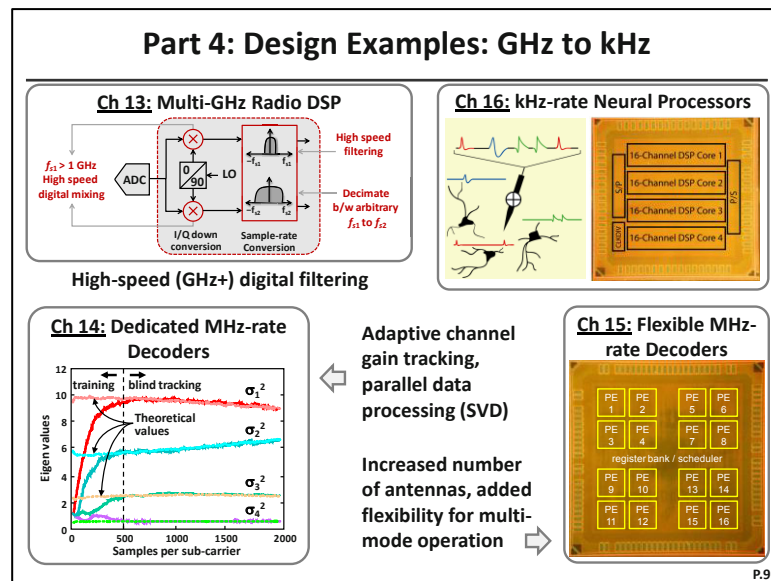 Part 4: Design Examples: GHz to kHz
Ch 13: Multi-GHz Radio DSP
fs1 > 1 GHz
High speed
digital mixing
ADC
0
90
LO
−fs1 fs1
−fs2 fs2
High speed
filtering
Decimate
b/w arbitrary
fs1 to fs2
I/Q down
conversion
Sample-rate
Conversion
High-speed (GHz+) digital filtering
Ch 16: kHz-rate Neural Processors
16-Channel DSP Core 1
16-Channel DSP Core 2
16-Channel DSP Core 3
16-Channel DSP Core 4
S/P
CLKDIV
P/S
Ch 14: Dedicated MHz-rate
Decoders
training
blind tracking
Theoretical
values
σ1²
σ2²
σ3²
σ4²
Eigen values
12
10
8
6
4
2
0
0 500 1000 1500 2000
Samples per sub-carrier
Adaptive channel
gain tracking,
parallel data
processing (SVD)
Increased number
of antennas, added
flexibility for multi-
mode operation
Ch 15: Flexible MHz-
rate Decoders
PE 1 PE 2 PE 5 PE 6
PE 3 PE 4 PE 7 PE 8
register bank / scheduler
PE 9 PE 10 PE 13 PE 14
PE 11 PE 12 PE 15 PE 16
P.9